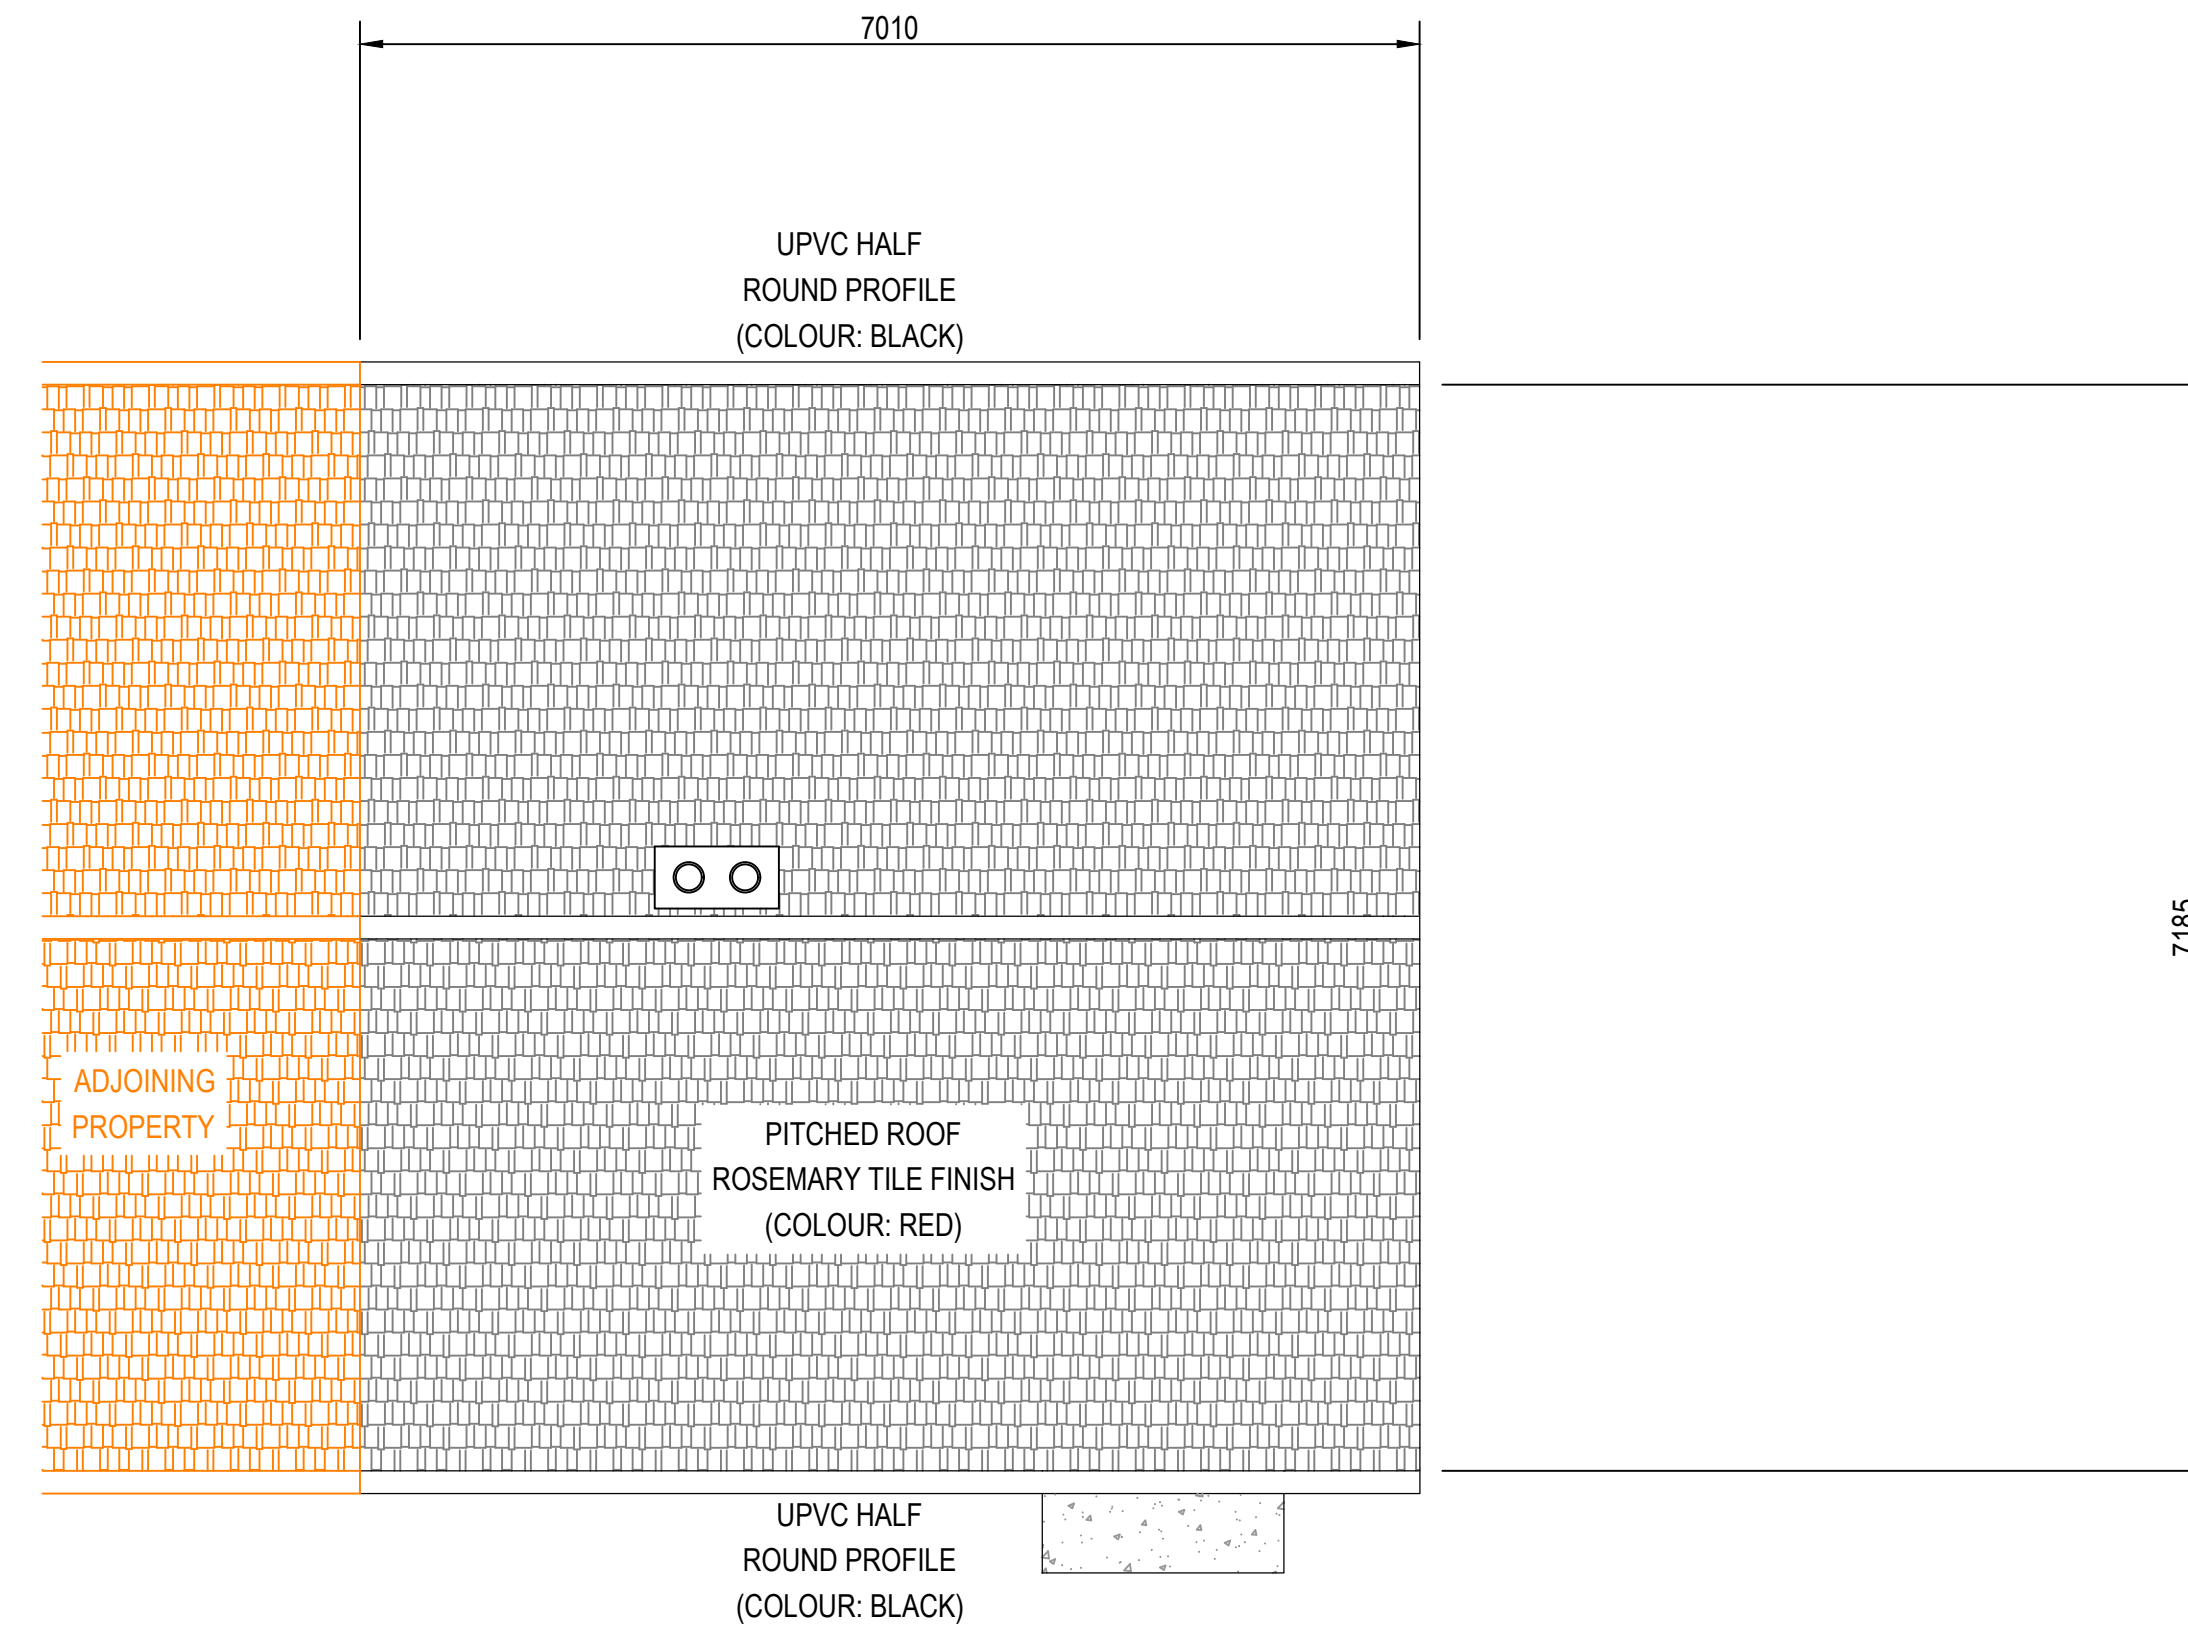 7010
UPVC HALF
ROUND PROFILE
(COLOUR: BLACK)
7185
ADJOINING
PROPERTY
PITCHED ROOF
ROSEMARY TILE FINISH
(COLOUR: RED)
UPVC HALF
ROUND PROFILE
(COLOUR: BLACK)